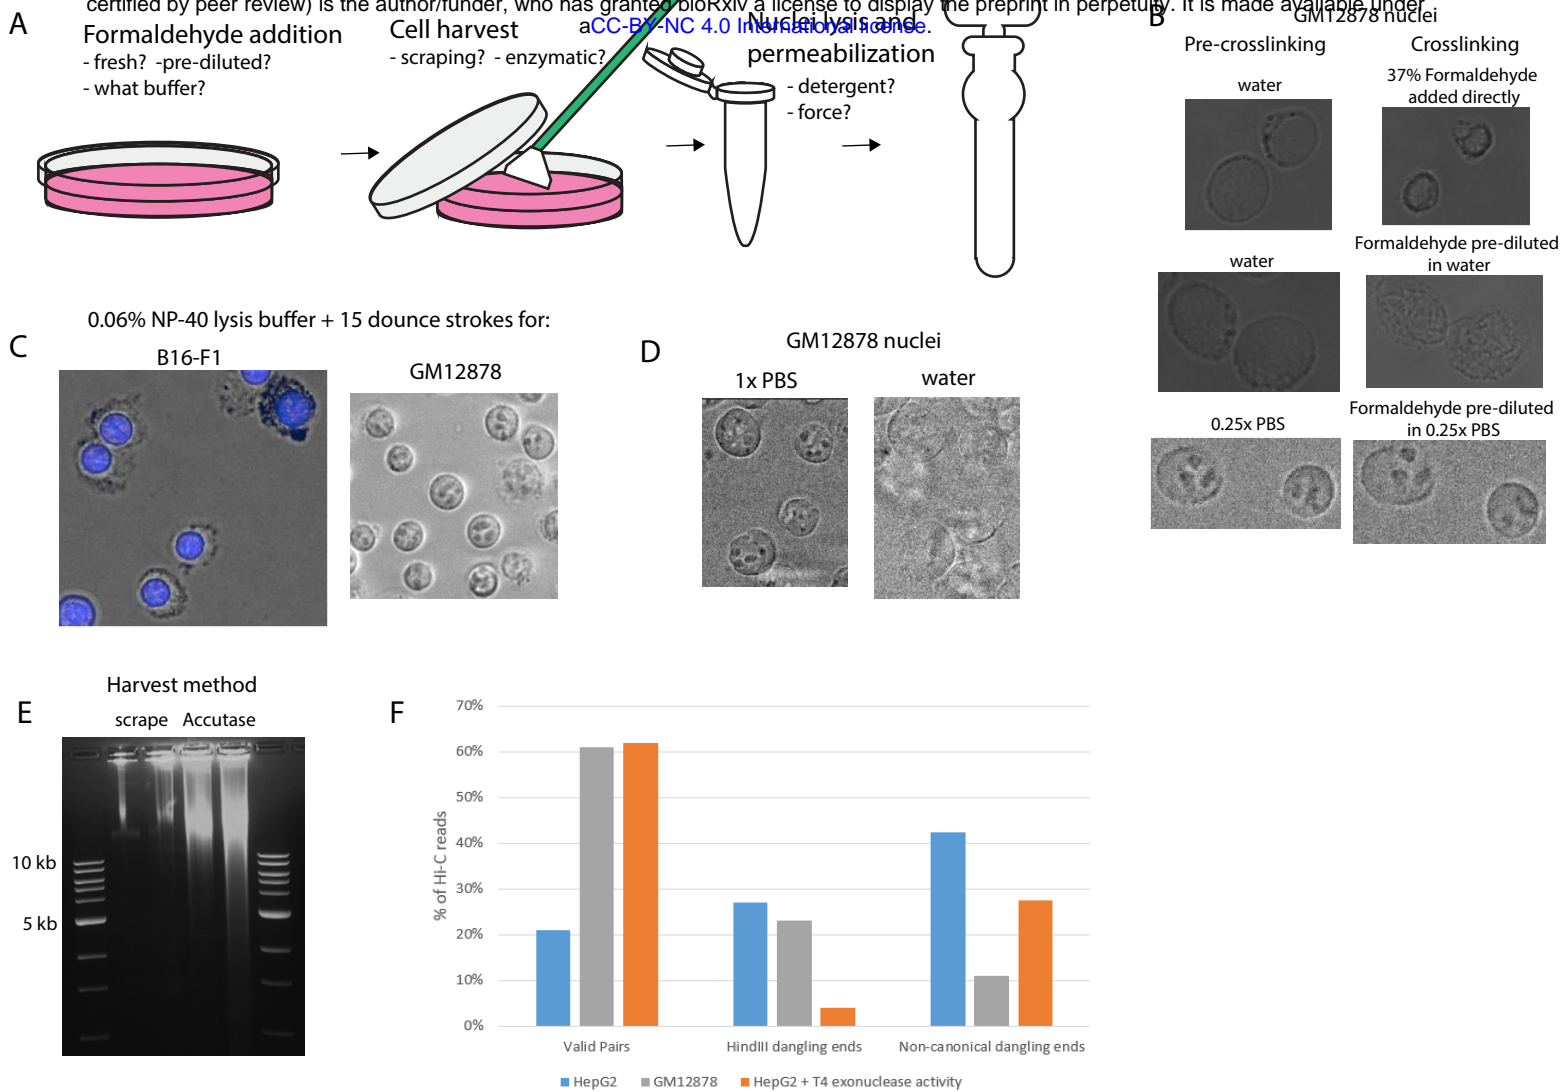 certified by peer review) is the author/funder, who has granted bioRxiv a license to display the preprint in perpetuity. It is made available under
aCC-BY-NC 4.0 International license.
A
Formaldehyde addition
- fresh? -pre-diluted?
- what buffer?
Cell harvest
- scraping? - enzymatic?
Nuclei lysis and
permeabilization
- detergent?
- force?
B
GM12878 nuclei
Pre-crosslinking
Crosslinking
water
37% Formaldehyde
added directly
water
Formaldehyde pre-diluted
in water
0.25x PBS
Formaldehyde pre-diluted
in 0.25x PBS
0.06% NP-40 lysis buffer + 15 dounce strokes for:
C
B16-F1
GM12878
D
GM12878 nuclei
1x PBS
water
E
Harvest method
scrape
Accutase
10 kb
5 kb
F
70%
60%
50%
40%
30%
20%
10%
0%
% of Hi-C reads
Valid Pairs
HindIII dangling ends
Non-canonical dangling ends
HepG2
GM12878
HepG2 + T4 exonuclease activity